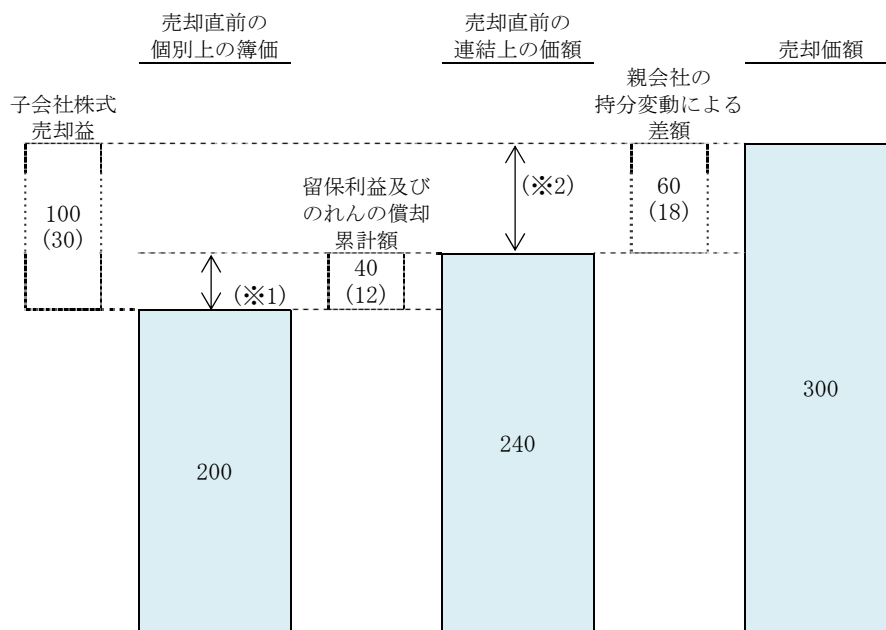 売却直前の
個別上の簿価
売却直前の
連結上の価額
売却価額
子会社株式
売却益
親会社の
持分変動による
差額
100
(30)
留保利益及び
のれんの償却
累計額
(※2)
60
(18)
(※1)
40
(12)
200
240
300